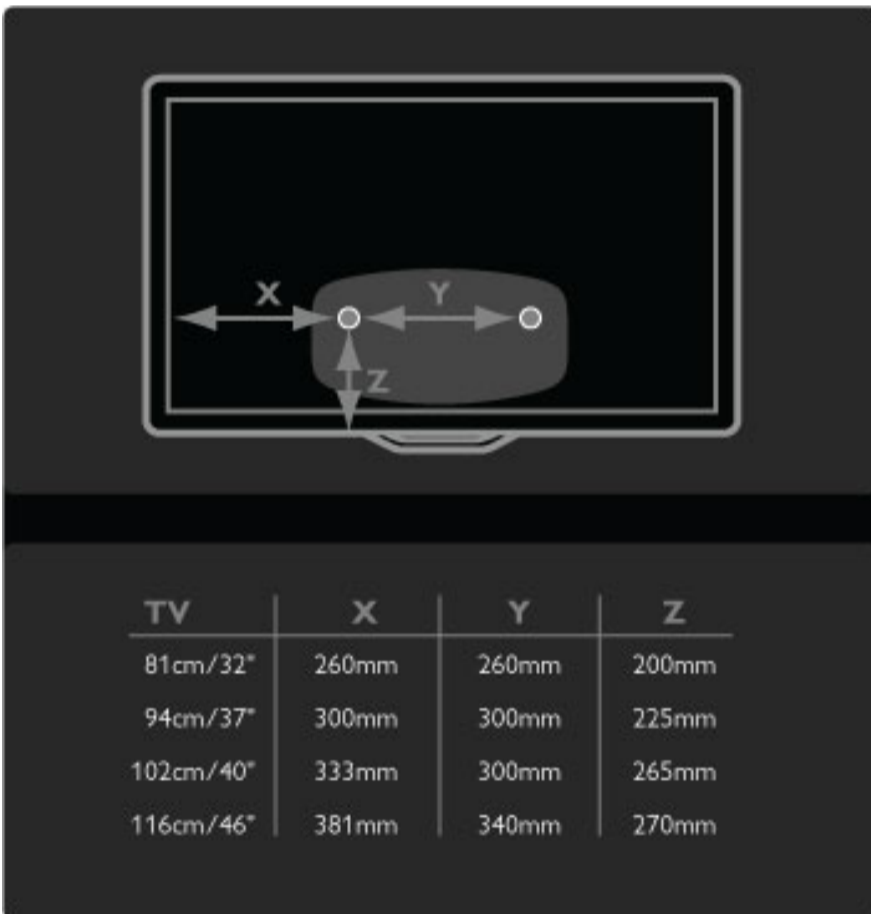 X Y
Z
TV X Y Z
81cm/32" 260mm 260mm 200mm
94cm/37" 300mm 300mm 225mm
102cm/40" 333mm 300mm 265mm
116cm/46" 381mm 340mm 270mm